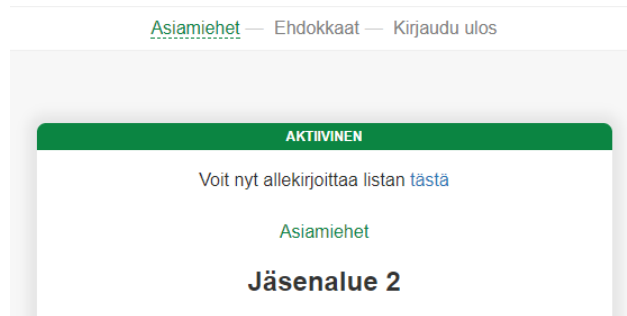 Asiamiehet — Ehdokkaat — Kirjaudu ulos
AKTIIVINEN
Voit nyt allekirjoittaa listan tästä
Asiamiehet
Jäsenalue 2